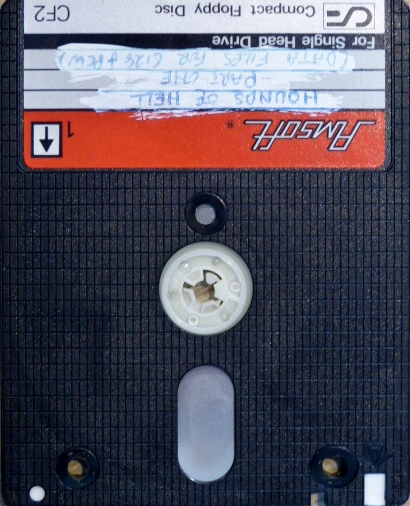 Amsoft®
1
HOUNDS OF HELL
- PART ONE
(DATA FILES FOR 6128 + PCW)
For Single Head Drive
CF Compact Floppy Disc
CF2